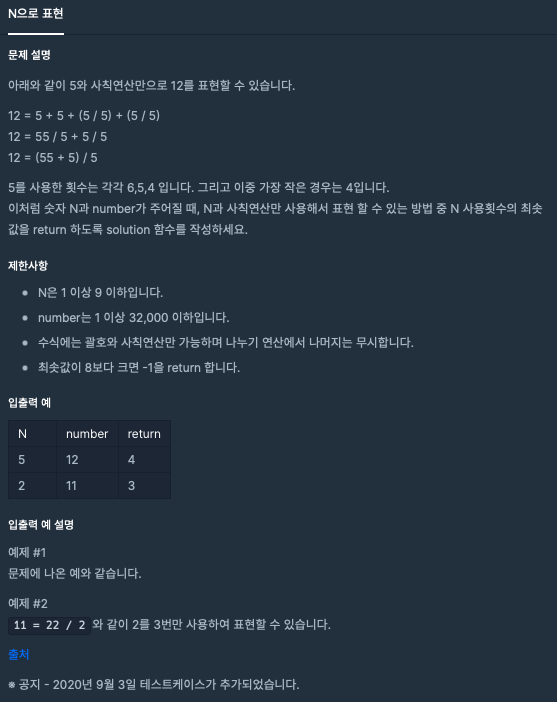 N으로 표현
문제 설명
아래와 같이 5와 사칙연산만으로 12를 표현할 수 있습니다.
12 = 5 + 5 + (5 / 5) + (5 / 5)
12 = 55 / 5 + 5 / 5
12 = (55 + 5) / 5
5를 사용한 횟수는 각각 6,5,4 입니다. 그리고 이중 가장 작은 경우는 4입니다.
이처럼 숫자 N과 number가 주어질 때, N과 사칙연산만 사용해서 표현 할 수 있는 방법 중 N 사용횟수의 최솟
값을 return 하도록 solution 함수를 작성하세요.
제한사항
• N은 1 이상 9 이하입니다.
• number는 1 이상 32,000 이하입니다.
• 수식에는 괄호와 사칙연산만 가능하며 나누기 연산에서 나머지는 무시합니다.
• 최솟값이 8보다 크면 -1을 return 합니다.
입출력 예
N number return
5 12 4
2 11 3
입출력 예 설명
예제 #1
문제에 나온 예와 같습니다.
예제 #2
11 = 22 / 2 와 같이 2를 3번만 사용하여 표현할 수 있습니다.
출처
※ 공지 - 2020년 9월 3일 테스트케이스가 추가되었습니다.